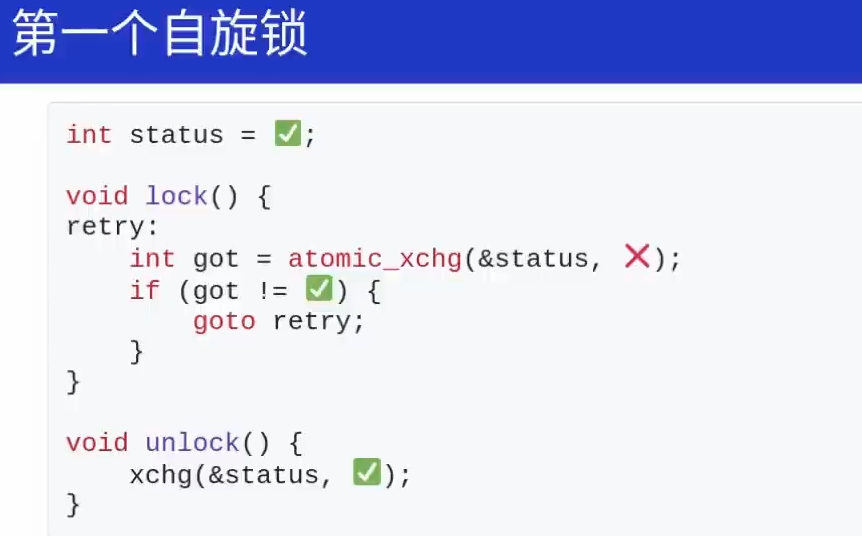 第一个自旋锁
int status = ✅;
void lock() {
retry:
    int got = atomic_xchg(&status, ❌);
    if (got != ✅) {
        goto retry;
    }
}
void unlock() {
    xchg(&status, ✅);
}